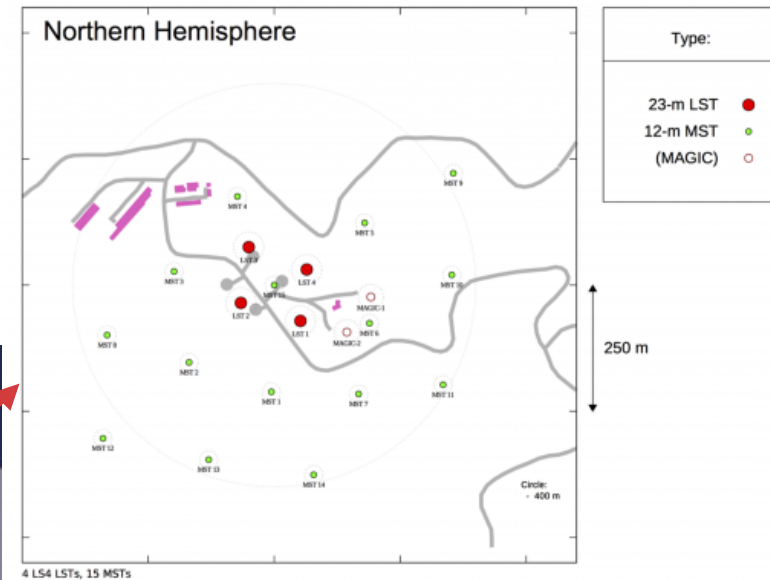 Northern Hemisphere
Type:
23-m LST
12-m MST
(MAGIC)
MST 9
MST 4
MST 5
LST 3
LST 4
MST 3
MST 15
MST 10
MAGIC-1
LST 2
LST 1
MST 6
MAGIC-2
MST 8
250 m
MST 2
MST 1
MST 7
MST 11
MST 12
MST 13
MST 14
Circle:
- 400 m
4 LS4 LSTs, 15 MSTs